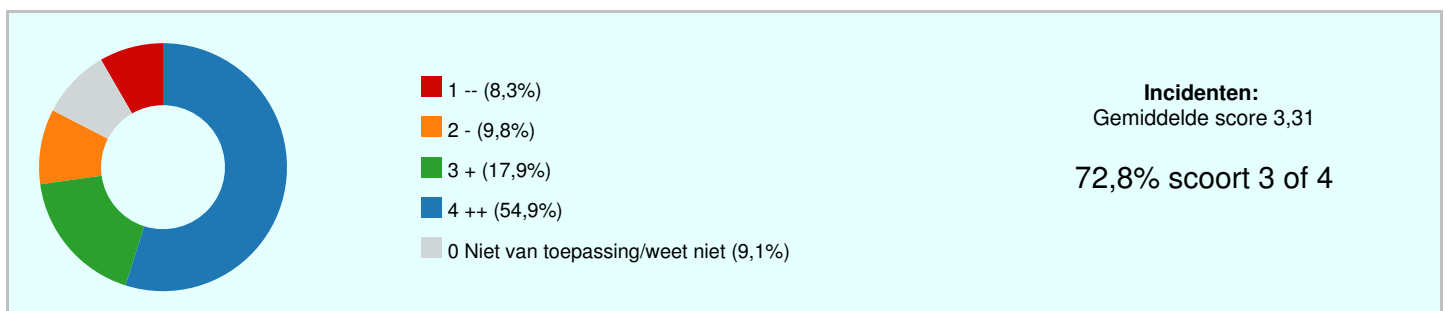 1 -- (8,3%)
2 - (9,8%)
3 + (17,9%)
4 ++ (54,9%)
0 Niet van toepassing/weet niet (9,1%)
Incidenten:
Gemiddelde score 3,31
72,8% scoort 3 of 4